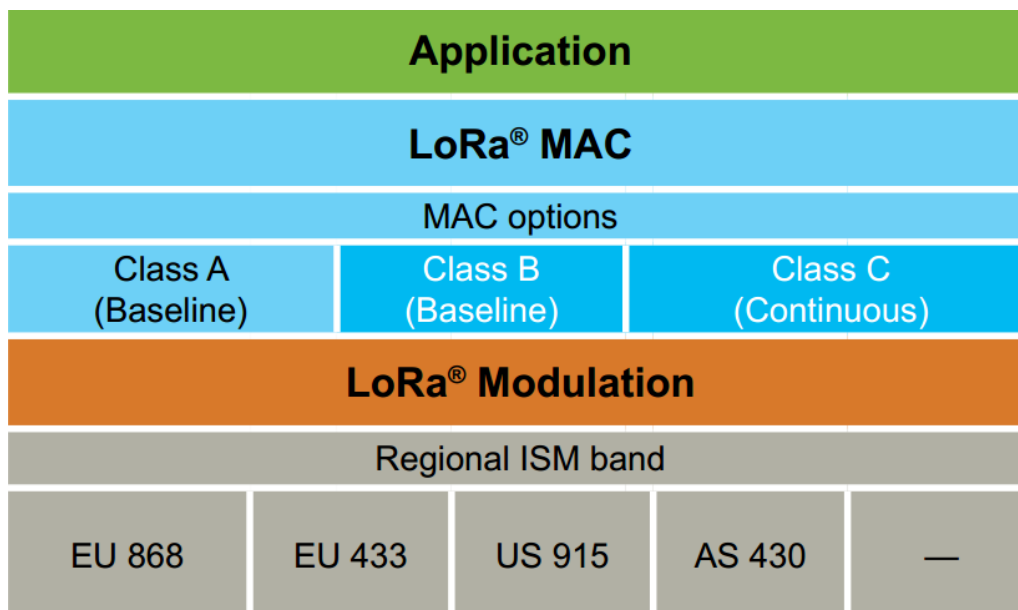 Application
LoRa® MAC
MAC options
Class A
(Baseline)
Class B
(Baseline)
Class C
(Continuous)
LoRa® Modulation
Regional ISM band
EU 868
EU 433
US 915
AS 430
—